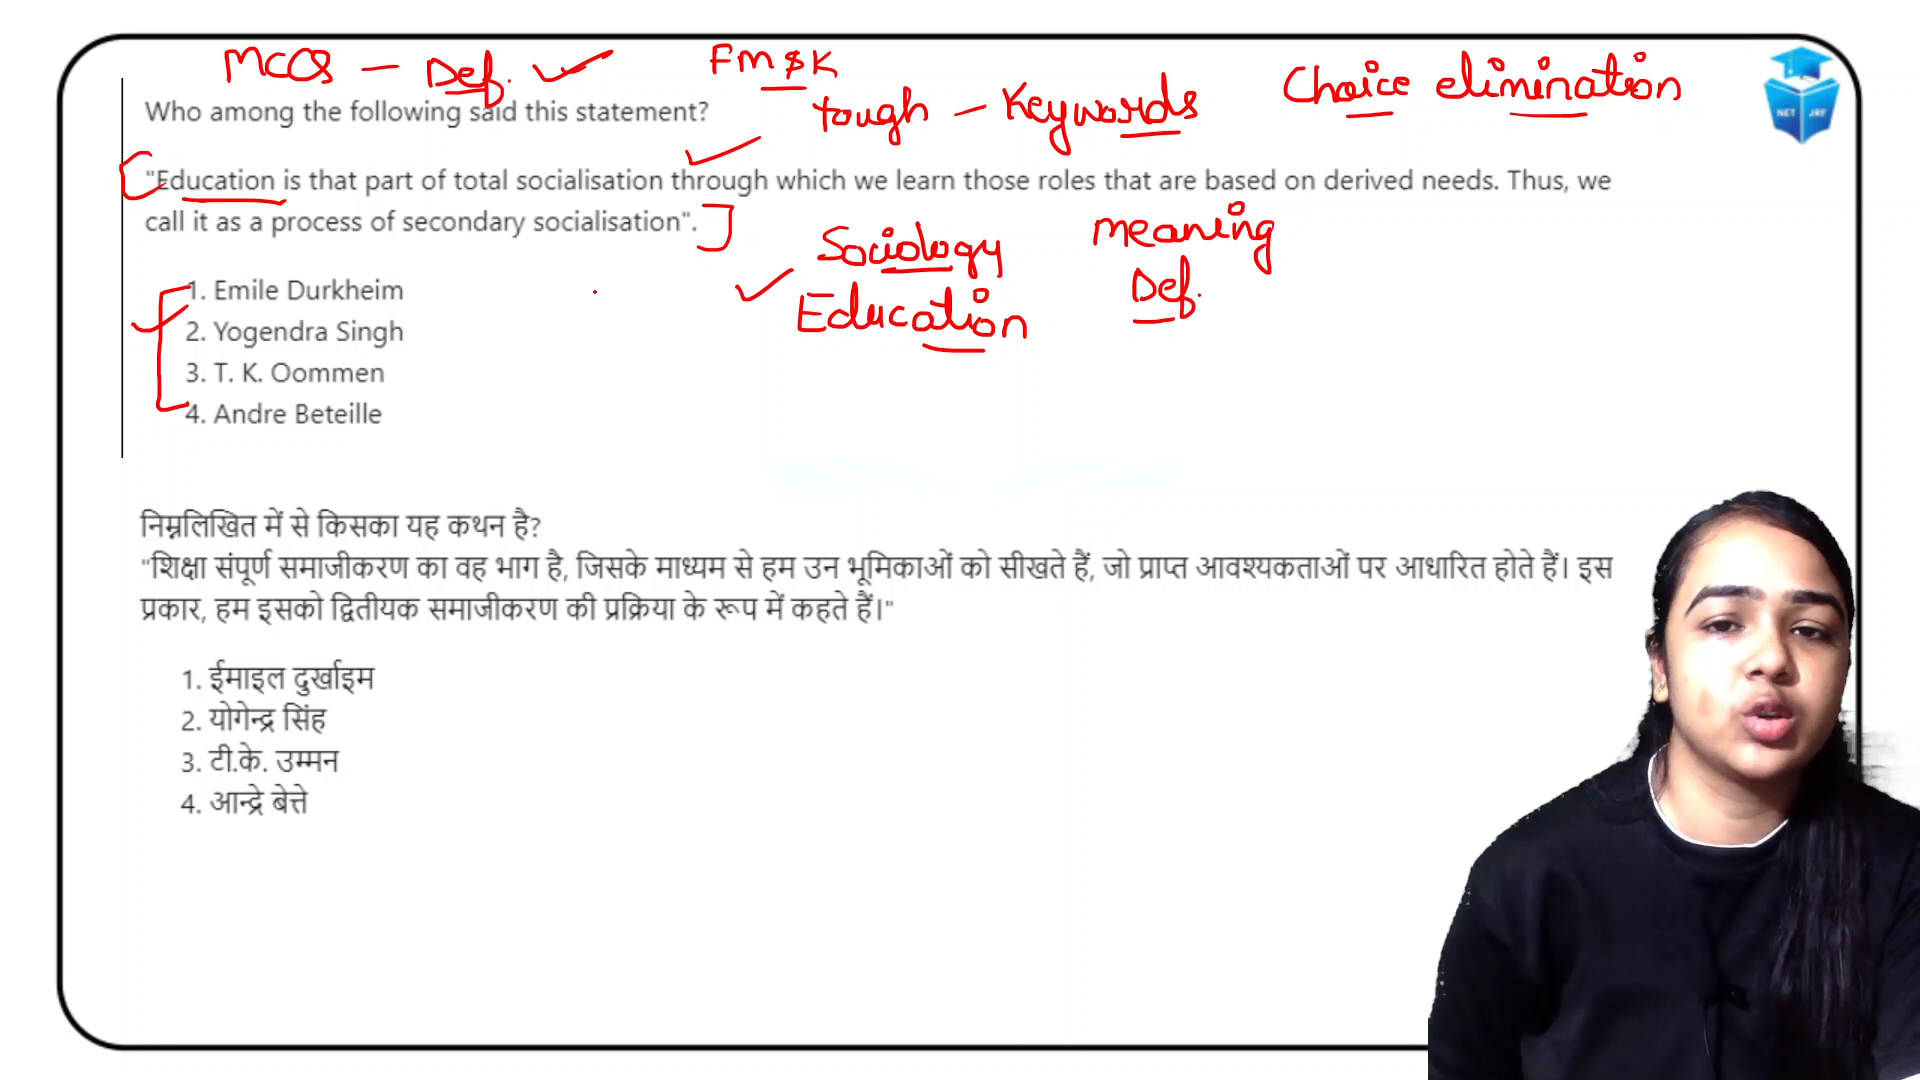 MCQs - Def.
FMSK
Choice elimination
tough - Keywords
Who among the following said this statement?
NET JRF
"Education is that part of total socialisation through which we learn those roles that are based on derived needs. Thus, we
call it as a process of secondary socialisation".
Sociology
meaning
Education
Def.
1. Emile Durkheim
2. Yogendra Singh
3. T. K. Oommen
4. Andre Beteille
निम्नलिखित में से किसका यह कथन है?
"शिक्षा संपूर्ण समाजीकरण का वह भाग है, जिसके माध्यम से हम उन भूमिकाओं को सीखते हैं, जो प्राप्त आवश्यकताओं पर आधारित होते हैं। इस
प्रकार, हम इसको द्वितीयक समाजीकरण की प्रक्रिया के रूप में कहते हैं।"
1. ईमाइल दुर्खाइम
2. योगेन्द्र सिंह
3. टी.के. उम्मन
4. आन्द्रे बेत्ते